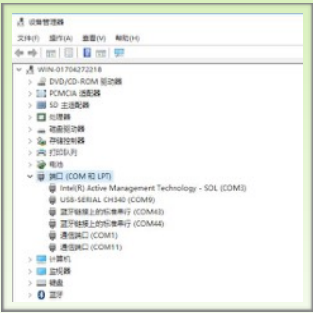 设备管理器
文件(F) 操作(A) 查看(V) 帮助(H)
WIN-01704272218
DVD/CD-ROM 驱动器
PCMCIA 适配器
SD 主适配器
处理器
磁盘驱动器
存储控制器
打印队列
电池
端口 (COM 和 LPT)
Intel(R) Active Management Technology - SOL (COM3)
USB-SERIAL CH340 (COM9)
蓝牙链接上的标准串行 (COM43)
蓝牙链接上的标准串行 (COM44)
通信端口 (COM1)
通信端口 (COM11)
计算机
监视器
键盘
蓝牙